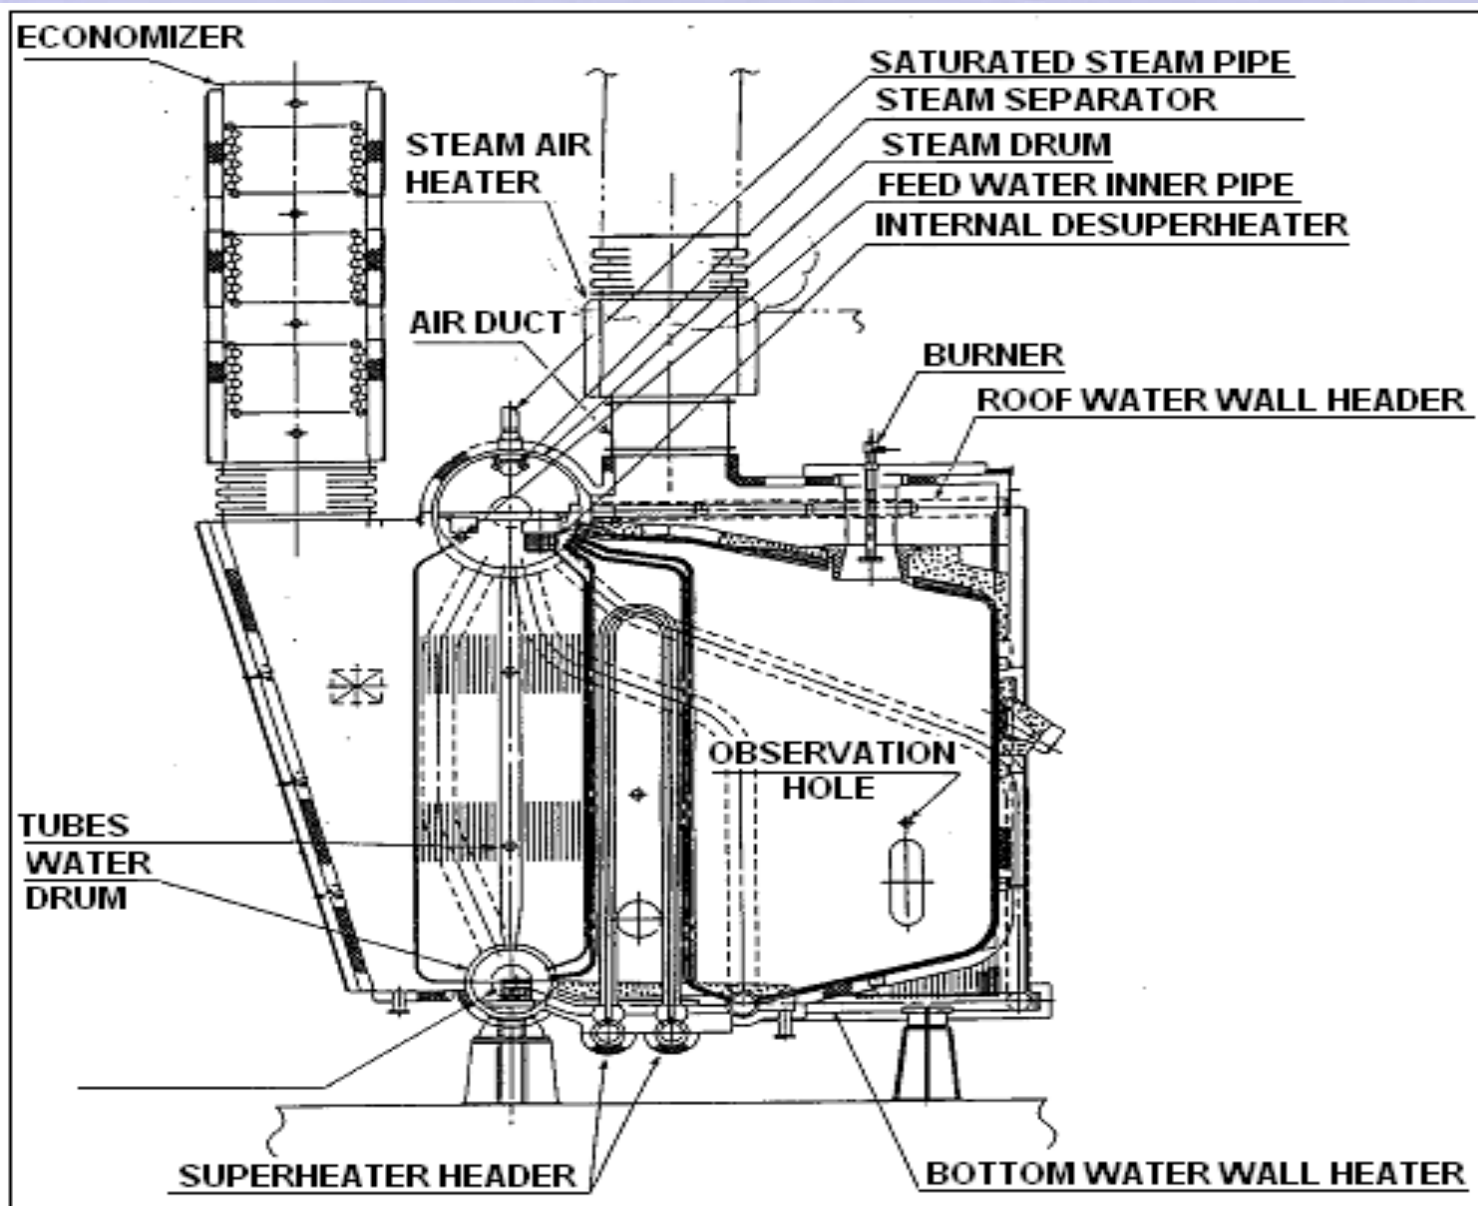 ECONOMIZER
SATURATED STEAM PIPE
STEAM SEPARATOR
STEAM AIR
HEATER
STEAM DRUM
FEED WATER INNER PIPE
INTERNAL DESUPERHEATER
AIR DUCT
BURNER
ROOF WATER WALL HEADER
OBSERVATION
HOLE
TUBES
WATER
DRUM
SUPERHEATER HEADER
BOTTOM WATER WALL HEATER